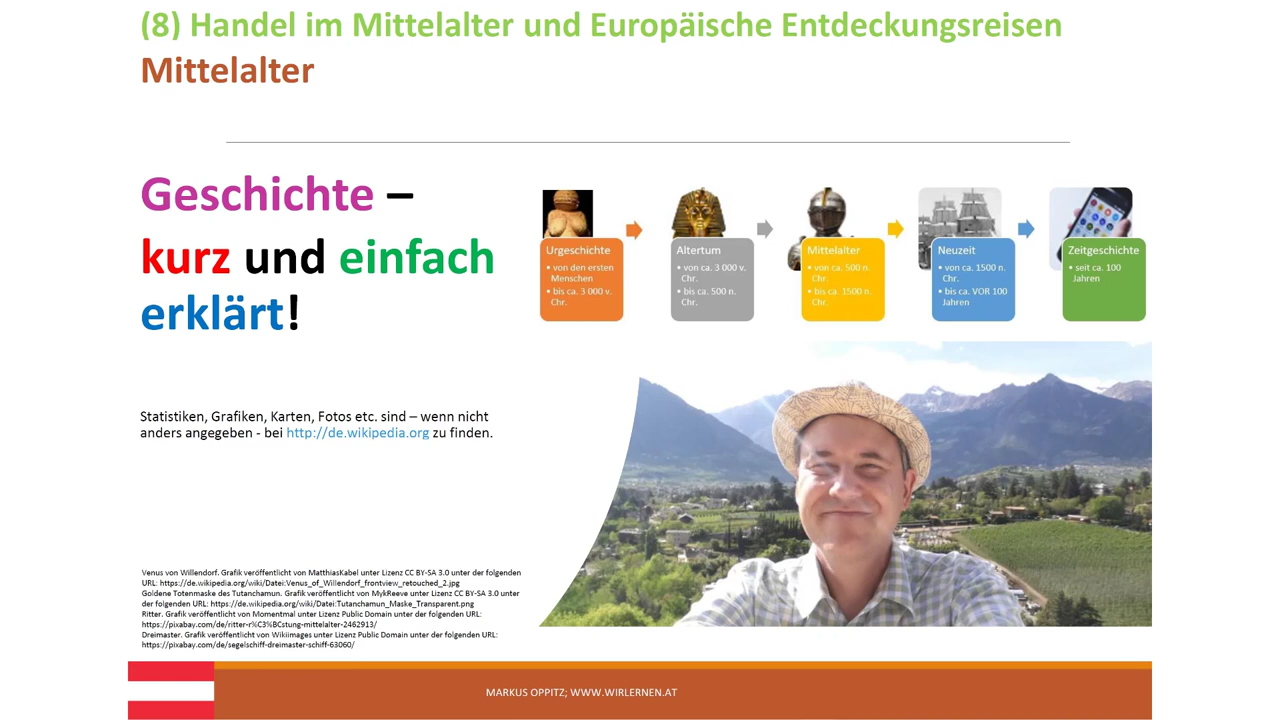 (8) Handel im Mittelalter und Europäische Entdeckungsreisen
Mittelalter
Geschichte –
kurz und einfach
erklärt!
Urgeschichte
• von den ersten
Menschen
• bis ca. 3 000 v.
Chr.
Altertum
• von ca. 3 000 v.
Chr.
• bis ca. 500 n.
Chr.
Mittelalter
• von ca. 500 n.
Chr.
• bis ca. 1500 n.
Chr.
Neuzeit
• von ca. 1500 n.
Chr.
• bis ca. VOR 100
Jahren
Zeitgeschichte
• seit ca. 100
Jahren
Statistiken, Grafiken, Karten, Fotos etc. sind – wenn nicht
anders angegeben - bei http://de.wikipedia.org zu finden.
Venus von Willendorf. Grafik veröffentlicht von MatthiasKabel unter Lizenz CC BY-SA 3.0 unter der folgenden
URL: https://de.wikipedia.org/wiki/Datei:Venus_of_Willendorf_frontview_retouched_2.jpg
Goldene Totenmaske des Tutanchamun. Grafik veröffentlicht von MykReeve unter Lizenz CC BY-SA 3.0 unter
der folgenden URL: https://de.wikipedia.org/wiki/Datei:Tutanchamun_Maske_Transparent.png
Ritter. Grafik veröffentlicht von Momentmal unter Lizenz Public Domain unter der folgenden URL:
https://pixabay.com/de/ritter-r%C3%BCstung-mittelalter-2462913/
Dreimaster. Grafik veröffentlicht von Wikiimages unter Lizenz Public Domain unter der folgenden URL:
https://pixabay.com/de/segelschiff-dreimaster-schiff-63060/
MARKUS OPPITZ; WWW.WIRLERNEN.AT